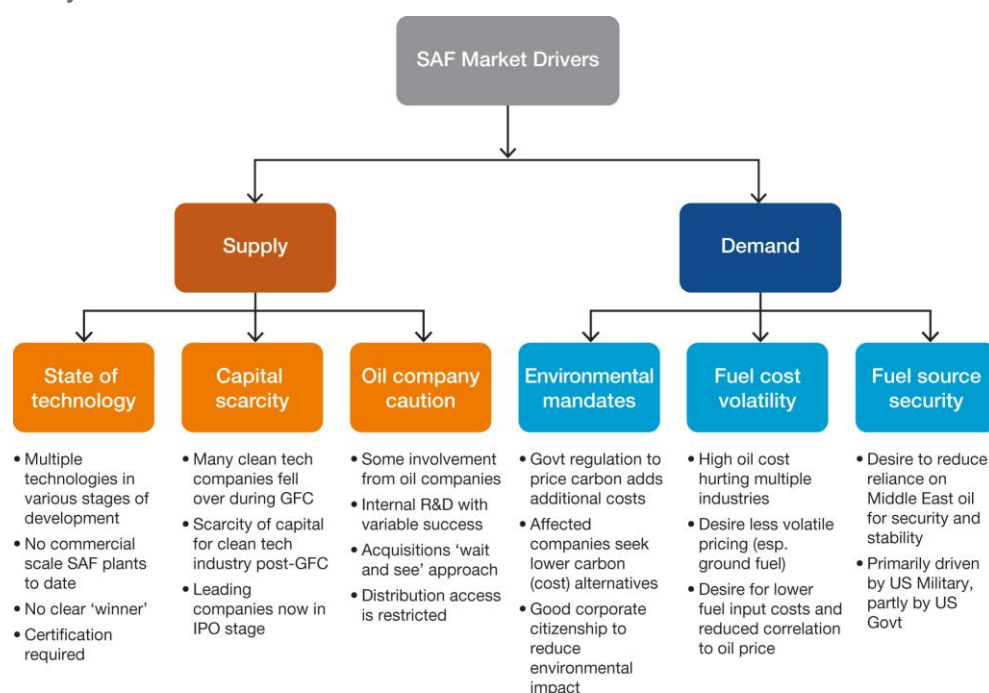 SAF Market Drivers
Supply
Demand
State of
technology
Capital
scarcity
Oil company
caution
Environmental
mandates
Fuel cost
volatility
Fuel source
security
• Multiple
technologies in
various stages of
development
• No commercial
scale SAF plants
to date
• No clear ‘winner’
• Certification
required
• Many clean tech
companies fell
over during GFC
• Scarcity of capital
for clean tech
industry post-GFC
• Leading
companies now in
IPO stage
• Some involvement
from oil companies
• Internal R&D with
variable success
• Acquisitions ‘wait
and see’ approach
• Distribution access
is restricted
• Govt regulation to
price carbon adds
additional costs
• Affected
companies seek
lower carbon
(cost) alternatives
• Good corporate
citizenship to
reduce
environmental
impact
• High oil cost
hurting multiple
industries
• Desire less volatile
pricing (esp.
ground fuel)
• Desire for lower
fuel input costs and
reduced correlation
to oil price
• Desire to reduce
reliance on
Middle East oil
for security and
stability
• Primarily driven
by US Military,
partly by US
Govt